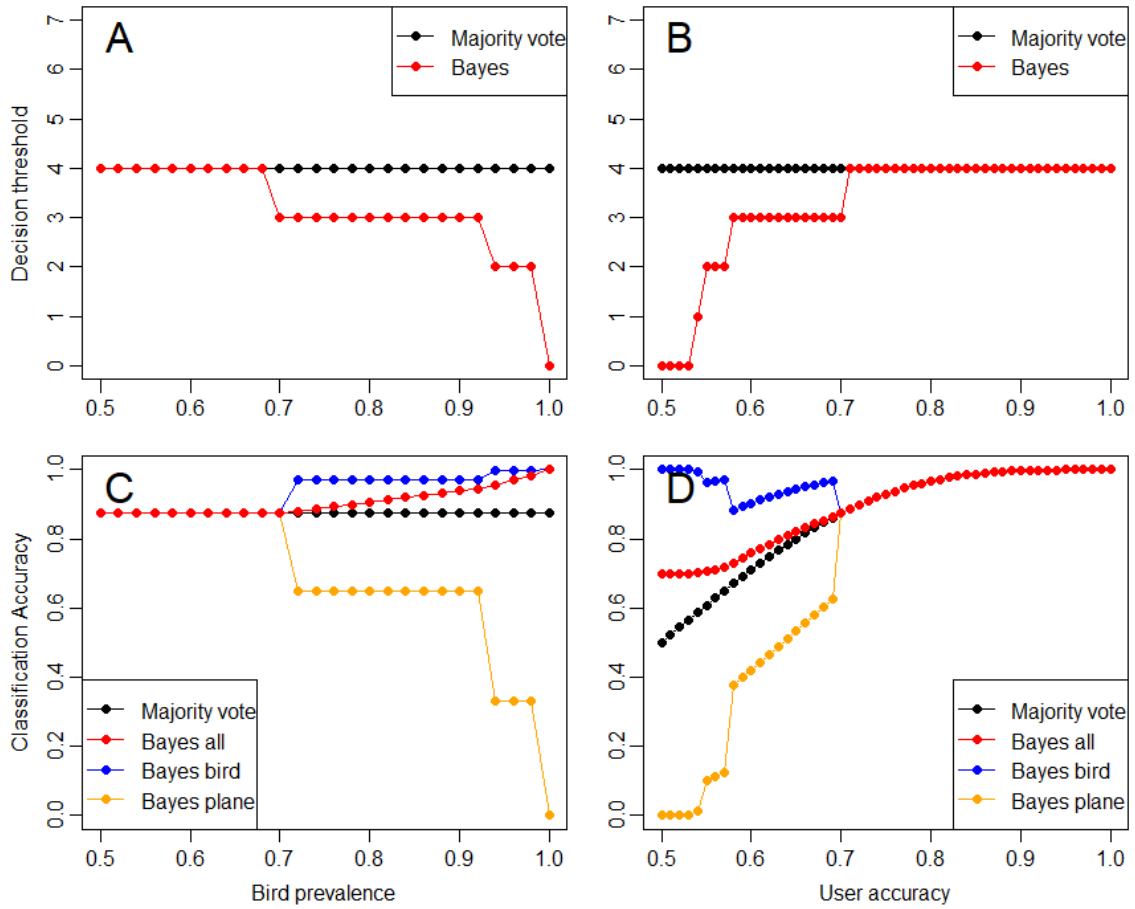 A
Majority vote
Bayes
Decision threshold
0 1 2 3 4 5 6 7
0.5 0.6 0.7 0.8 0.9 1.0
B
Majority vote
Bayes
0 1 2 3 4 5 6 7
0.5 0.6 0.7 0.8 0.9 1.0
C
Majority vote
Bayes all
Bayes bird
Bayes plane
Classification Accuracy
0.0 0.2 0.4 0.6 0.8 1.0
0.5 0.6 0.7 0.8 0.9 1.0
Bird prevalence
D
Majority vote
Bayes all
Bayes bird
Bayes plane
0.0 0.2 0.4 0.6 0.8 1.0
0.5 0.6 0.7 0.8 0.9 1.0
User accuracy